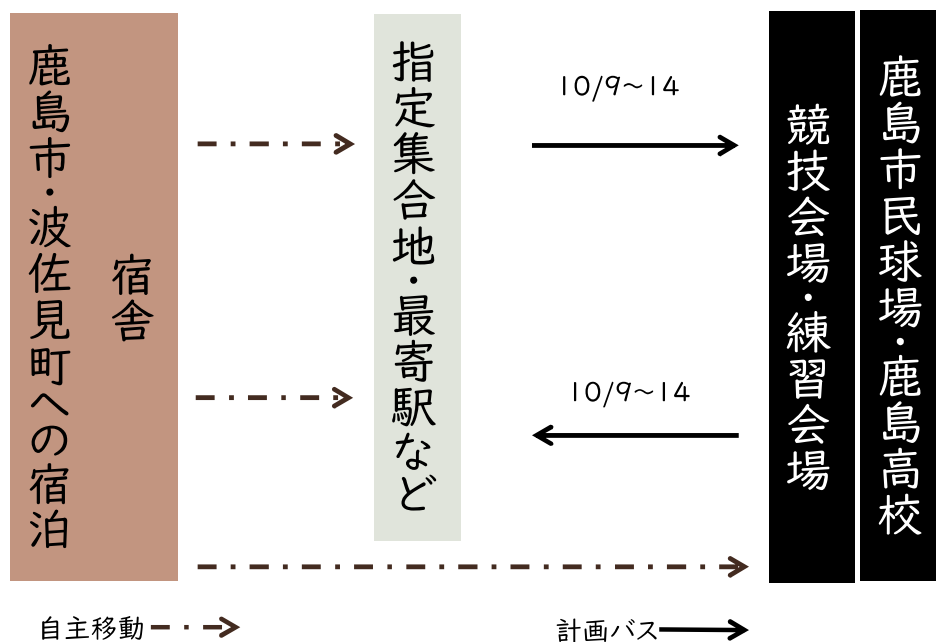 鹿島市・波佐見町への宿泊
宿舎
指定集合地・最寄駅など
10/9～14
10/9～14
競技会場・練習会場
鹿島市民球場・鹿島高校
自主移動
計画バス